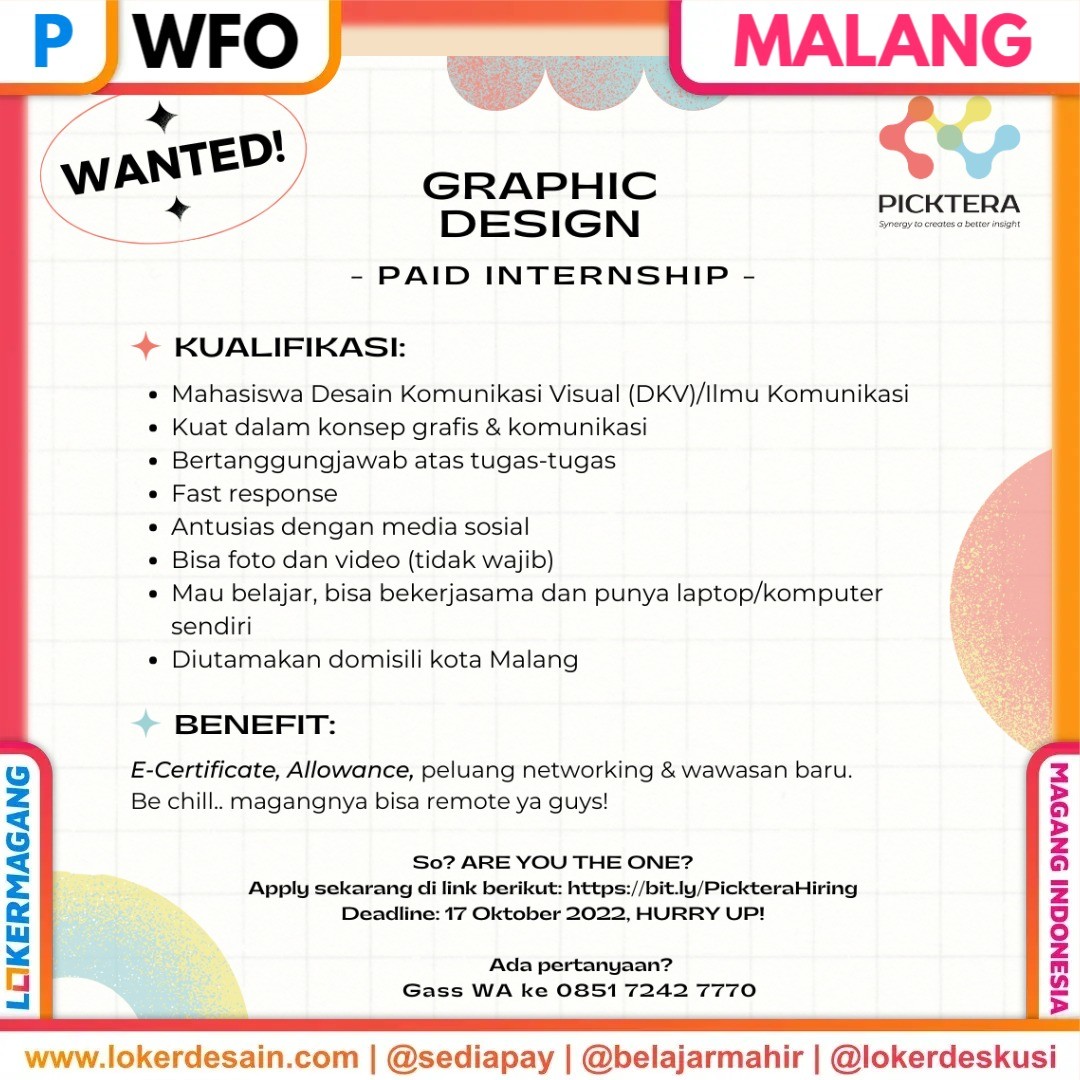 P
WFO
MALANG
WANTED!
PICKTERA
Synergy to creates a better insight
GRAPHIC
DESIGN
- PAID INTERNSHIP -
KUALIFIKASI:
• Mahasiswa Desain Komunikasi Visual (DKV)/Ilmu Komunikasi
• Kuat dalam konsep grafis & komunikasi
• Bertanggungjawab atas tugas-tugas
• Fast response
• Antusias dengan media sosial
• Bisa foto dan video (tidak wajib)
• Mau belajar, bisa bekerjasama dan punya laptop/komputer
sendiri
• Diutamakan domisili kota Malang
BENEFIT:
E-Certificate, Allowance, peluang networking & wawasan baru.
Be chill.. magangnya bisa remote ya guys!
So? ARE YOU THE ONE?
Apply sekarang di link berikut: https://bit.ly/PickteraHiring
Deadline: 17 Oktober 2022, HURRY UP!
Ada pertanyaan?
Gass WA ke 0851 7242 7770
LOKERMAGANG
MAGANG INDONESIA
www.lokerdesain.com | @sediapay | @belajarmahir | @lokerdeskusi